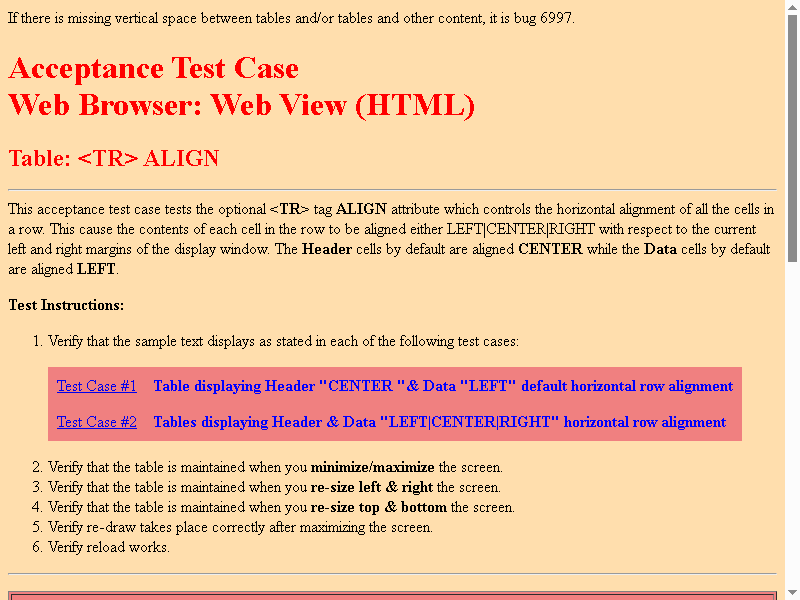 If there is missing vertical space between tables and/or tables and other content, it is bug 6997.
Acceptance Test Case
Web Browser: Web View (HTML)
Table: <TR> ALIGN
This acceptance test case tests the optional <TR> tag ALIGN attribute which controls the horizontal alignment of all the cells in
a row. This cause the contents of each cell in the row to be aligned either LEFT|CENTER|RIGHT with respect to the current
left and right margins of the display window. The Header cells by default are aligned CENTER while the Data cells by default
are aligned LEFT.
Test Instructions:
1. Verify that the sample text displays as stated in each of the following test cases:
Test Case #1 Table displaying Header "CENTER "& Data "LEFT" default horizontal row alignment
Test Case #2 Tables displaying Header & Data "LEFT|CENTER|RIGHT" horizontal row alignment
2. Verify that the table is maintained when you minimize/maximize the screen.
3. Verify that the table is maintained when you re-size left & right the screen.
4. Verify that the table is maintained when you re-size top & bottom the screen.
5. Verify re-draw takes place correctly after maximizing the screen.
6. Verify reload works.